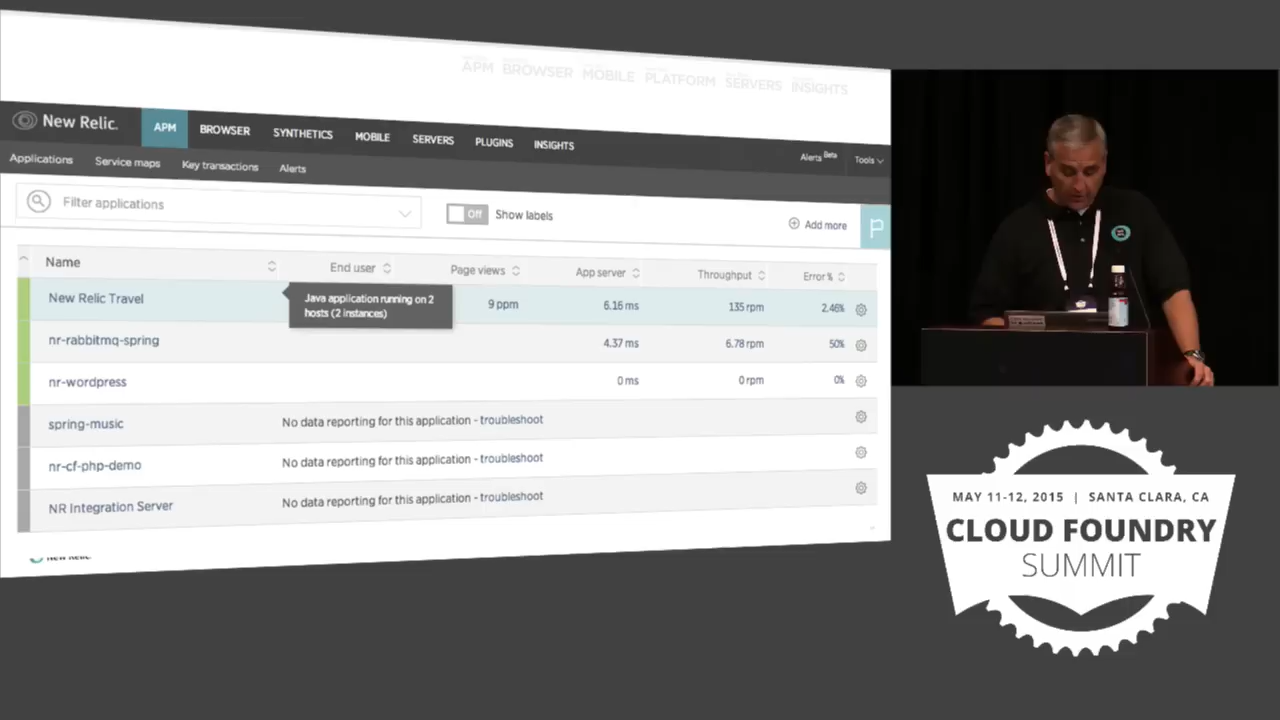 APM BROWSER MOBILE PLATFORM SERVERS INSIGHTS
New Relic. APM BROWSER SYNTHETICS MOBILE SERVERS PLUGINS INSIGHTS Alerts Beta Tools
Applications Service maps Key transactions Alerts
Filter applications Off Show labels Add more
Name End user Page views App server Throughput Error %
New Relic Travel 9 ppm 6.16 ms 135 rpm 2.46%
Java application running on 2
hosts (2 instances)
nr-rabbitmq-spring 4.37 ms 6.78 rpm 50%
nr-wordpress 0 ms 0 rpm 0%
spring-music No data reporting for this application - troubleshoot
nr-cf-php-demo No data reporting for this application - troubleshoot
NR Integration Server No data reporting for this application - troubleshoot
New Relic.
MAY 11-12, 2015 | SANTA CLARA, CA
CLOUD FOUNDRY
SUMMIT